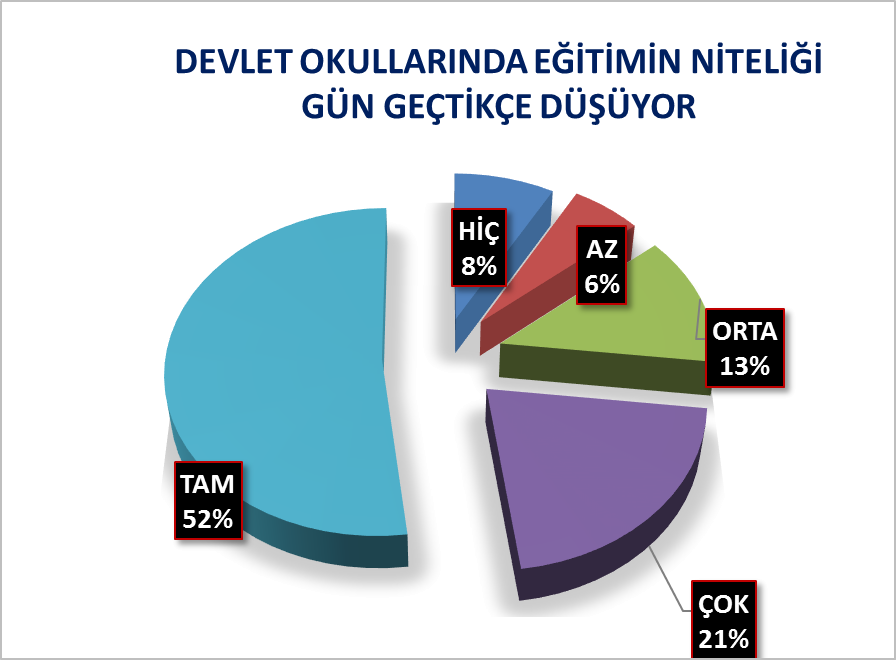 DEVLET OKULLARINDA EĞİTİMİN NİTELİĞİ
GÜN GEÇTİKÇE DÜŞÜYOR
HİÇ
8%
AZ
6%
ORTA
13%
TAM
52%
ÇOK
21%